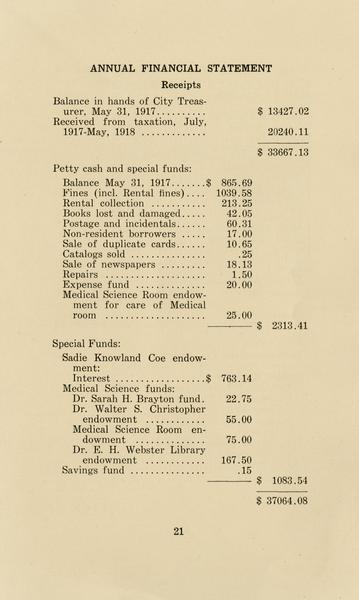 ANNUAL FINANCIAL STATEMENT
Receipts
Balance in hands of City Treas-
urer, May 31, 1917.......... $ 13427.02
Received from taxation, July,
1917-May, 1918 ............. 20240.11
$ 33667.13
Petty cash and special funds:
Balance May 31, 1917.......$ 865.69
Fines (incl. Rental fines).... 1039.58
Rental collection ........... 213.25
Books lost and damaged..... 42.05
Postage and incidentals...... 60.31
Non-resident borrowers ..... 17.00
Sale of duplicate cards...... 10.65
Catalogs sold ............... .25
Sale of newspapers ......... 18.13
Repairs .................... 1.50
Expense fund .............. 20.00
Medical Science Room endow-
ment for care of Medical
room ................... 25.00
$ 2313.41
Special Funds:
Sadie Knowland Coe endow-
ment:
Interest ..................$ 763.14
Medical Science funds:
Dr. Sarah H. Brayton fund. 22.75
Dr. Walter S. Christopher
endowment ............ 55.00
Medical Science Room en-
dowment .............. 75.00
Dr. E. H. Webster Library
endowment ............ 167.50
Savings fund ............... .15
$ 1083.54
$ 37064.08
21